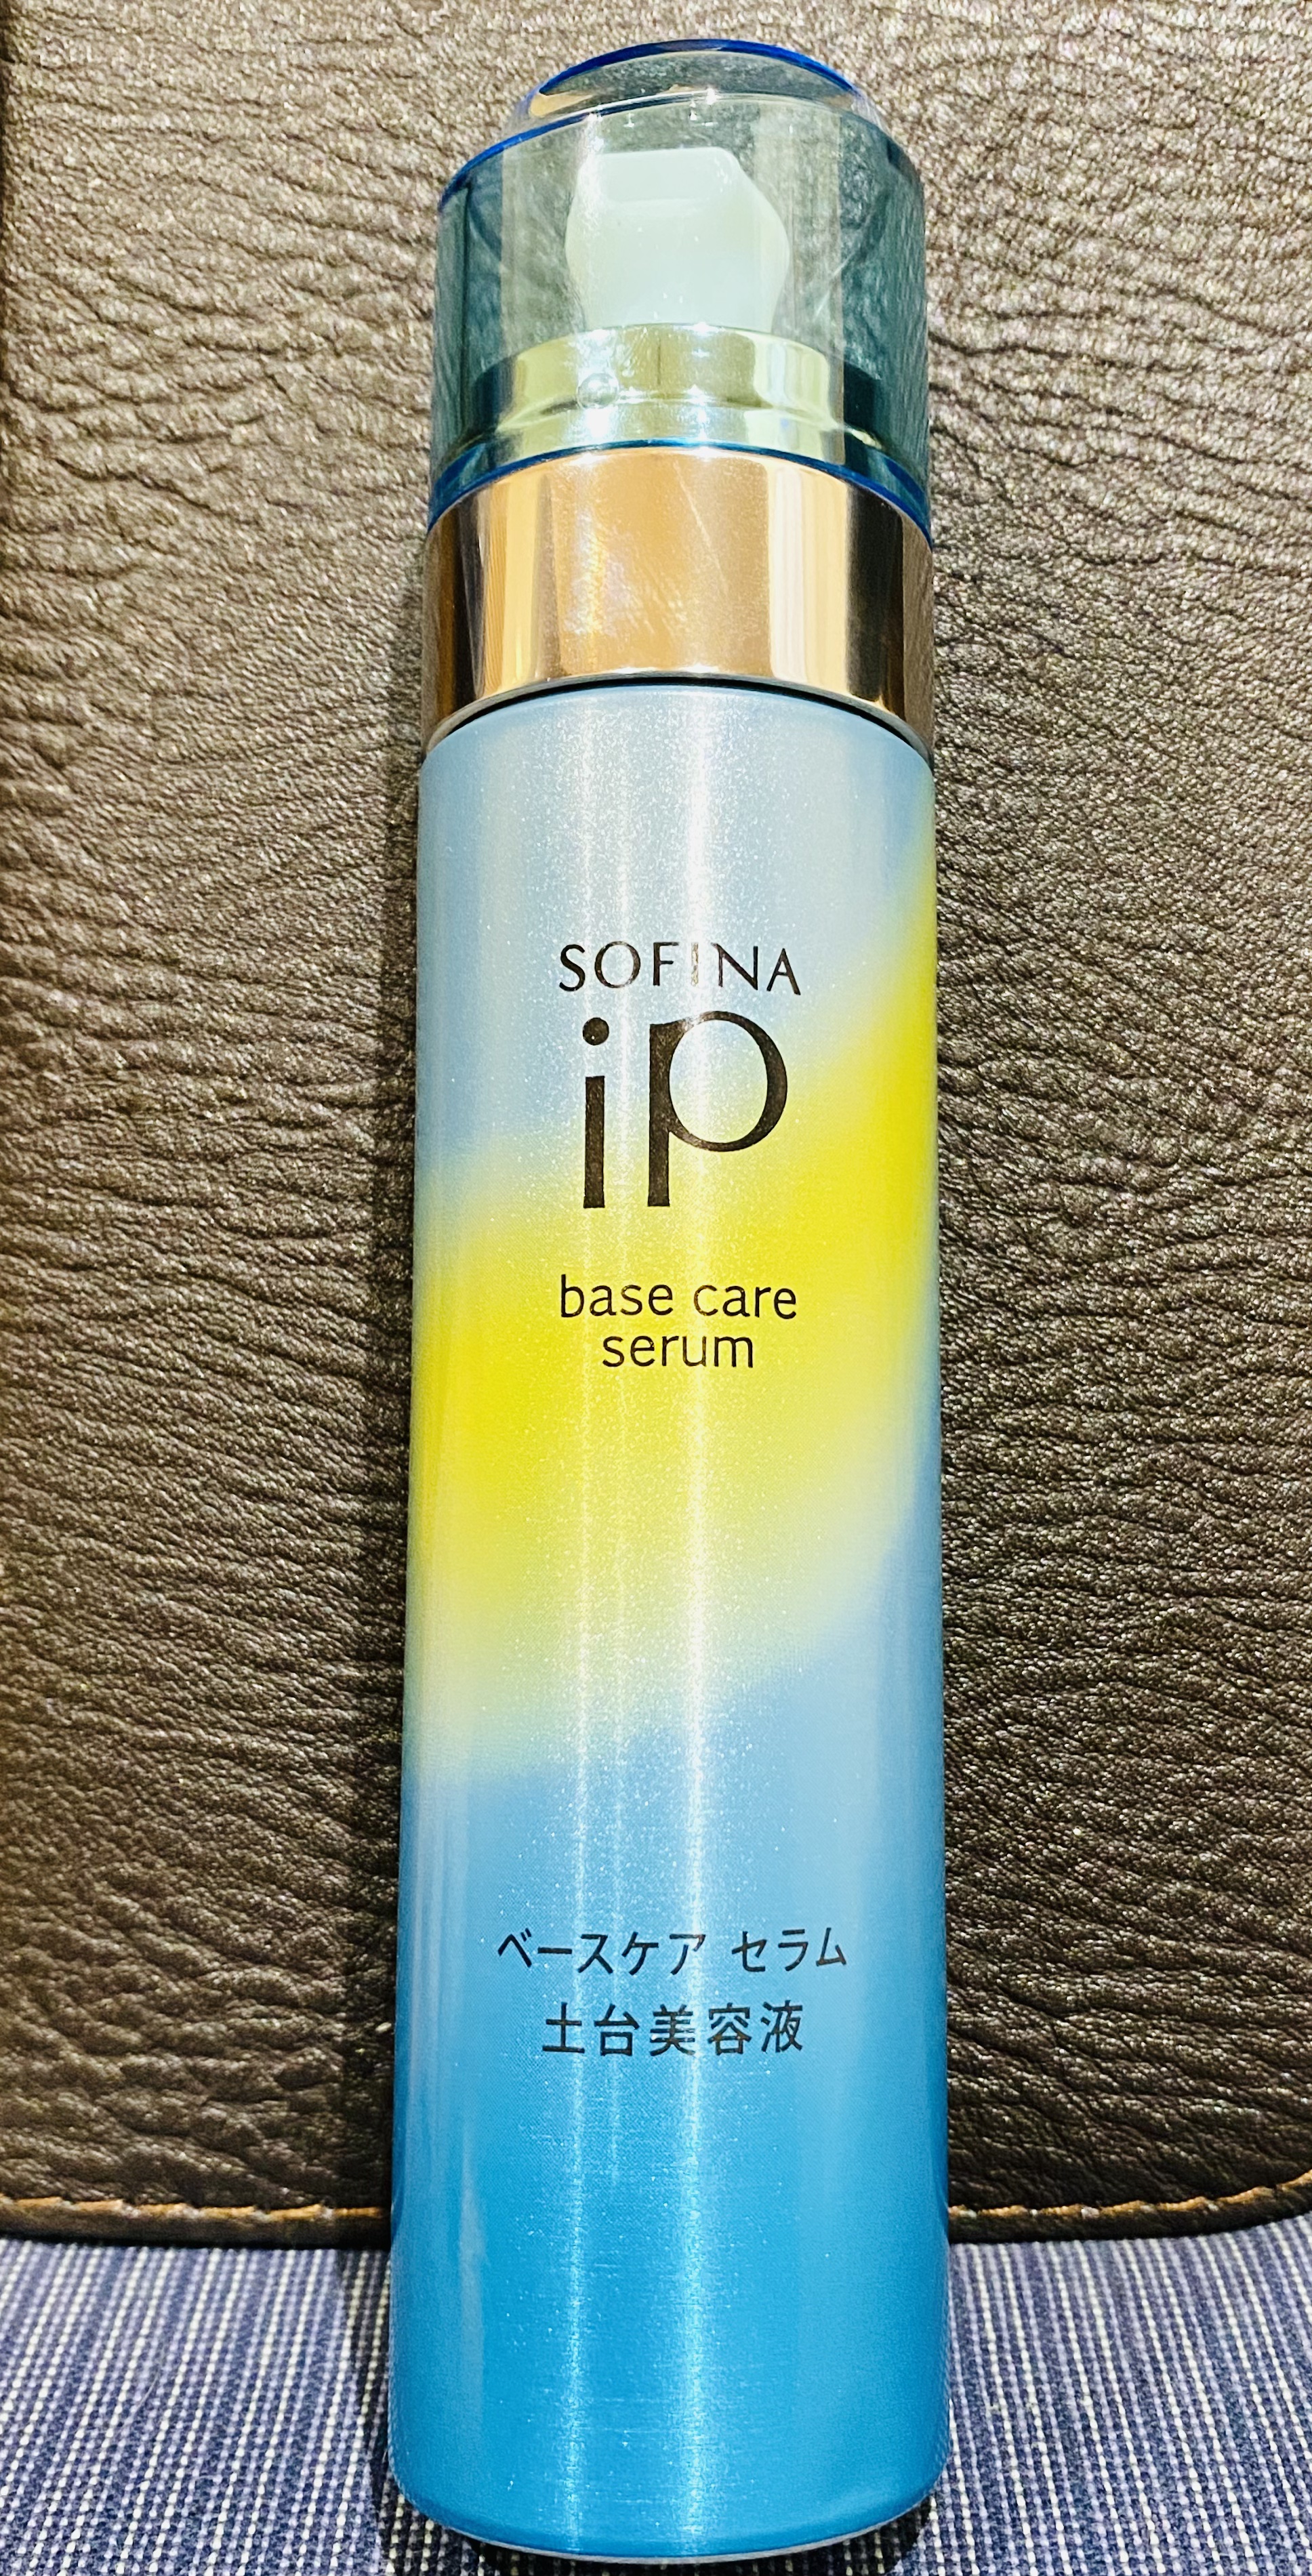 SOFINA
iP
base care
serum
ベースケア セラム
土台美容液